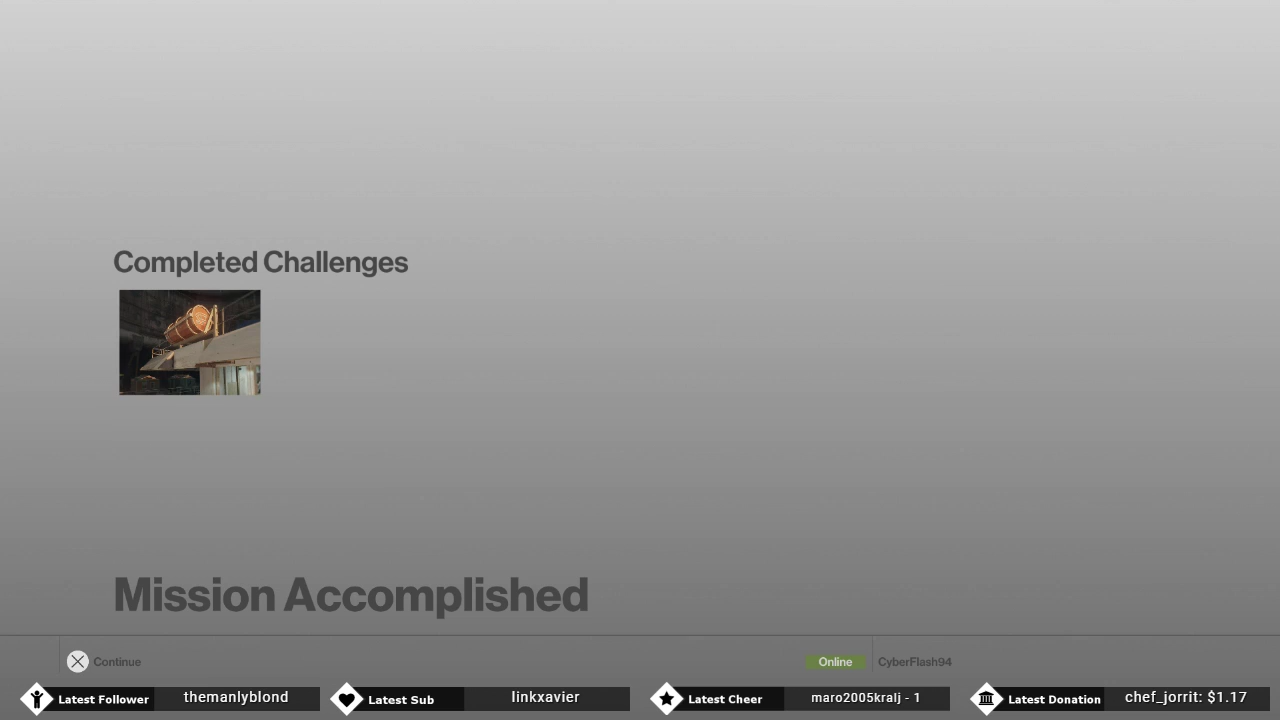 Completed Challenges
Mission Accomplished
Continue
Online
CyberFlash94
Latest Follower
themanlyblond
Latest Sub
linkxavier
Latest Cheer
maro2005kralj - 1
Latest Donation
chef_jorrit: $1.17